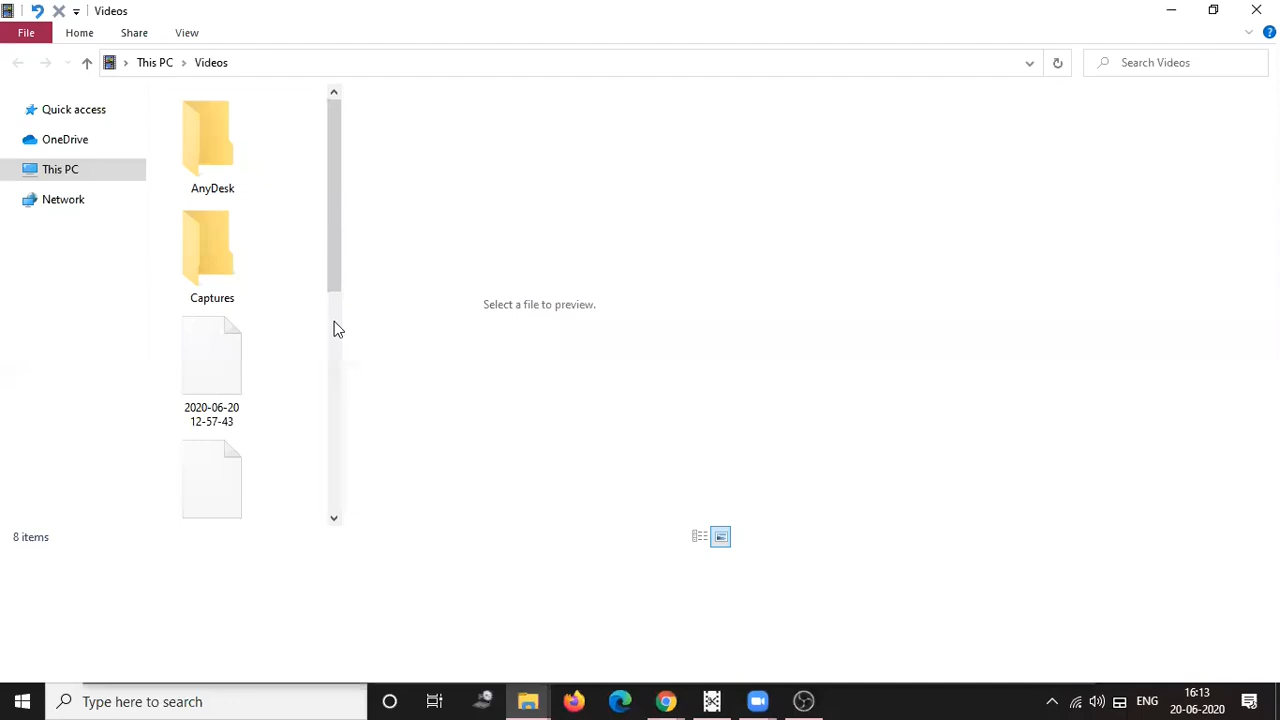 Videos
File Home Share View
This PC Videos Search Videos
Quick access
OneDrive
This PC
Network
AnyDesk
Captures
2020-06-20
12-57-43
Select a file to preview.
8 items
Type here to search
ENG
16:13
20-06-2020